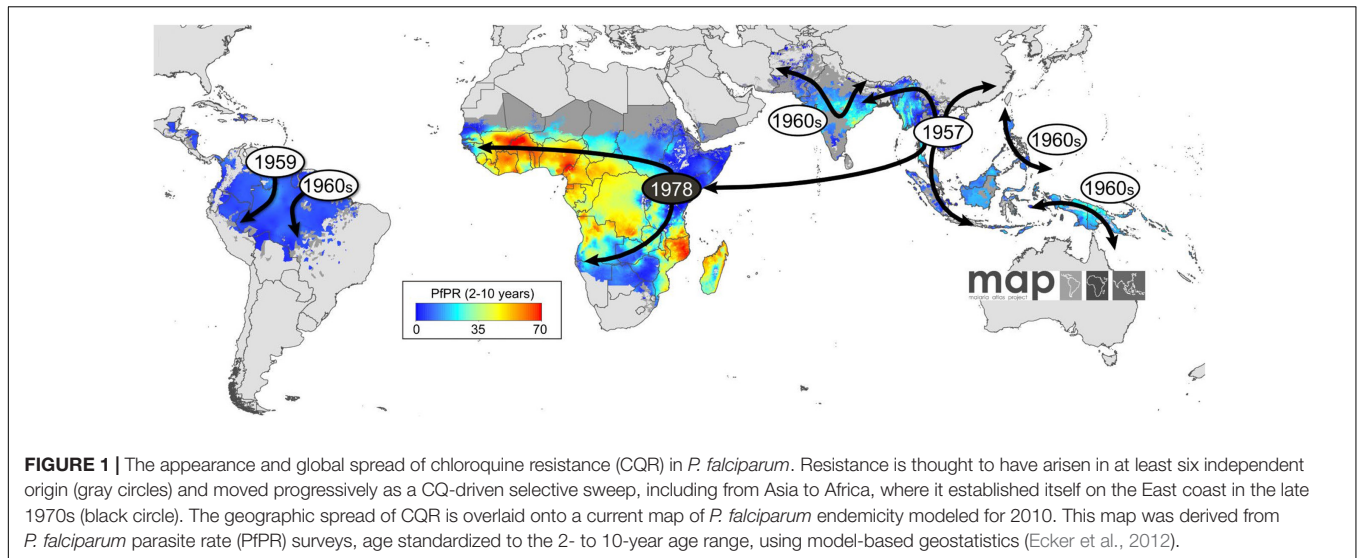 1959
1960s
1978
1960s
1957
1960s
1960s
PfPR (2-10 years)
0 35 70
map
malaria atlas project
FIGURE 1 | The appearance and global spread of chloroquine resistance (CQR) in P. falciparum. Resistance is thought to have arisen in at least six independent
origin (gray circles) and moved progressively as a CQ-driven selective sweep, including from Asia to Africa, where it established itself on the East coast in the late
1970s (black circle). The geographic spread of CQR is overlaid onto a current map of P. falciparum endemicity modeled for 2010. This map was derived from
P. falciparum parasite rate (PfPR) surveys, age standardized to the 2- to 10-year age range, using model-based geostatistics (Ecker et al., 2012).